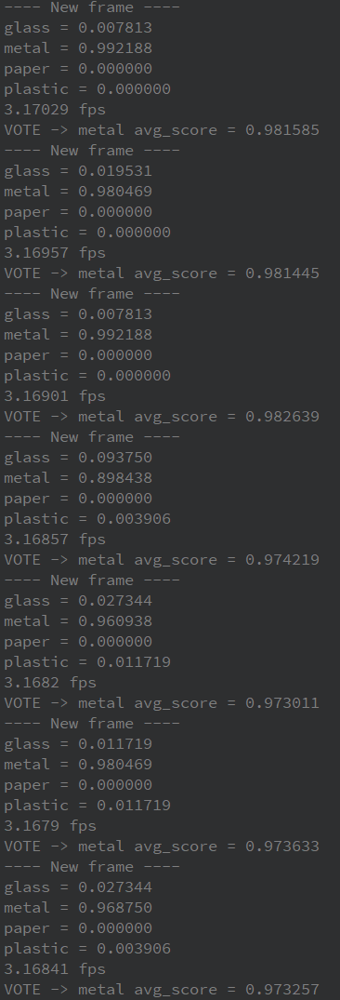 ---- New frame ----
glass = 0.007813
metal = 0.992188
paper = 0.000000
plastic = 0.000000
3.17029 fps
VOTE -> metal avg_score = 0.981585
---- New frame ----
glass = 0.019531
metal = 0.980469
paper = 0.000000
plastic = 0.000000
3.16957 fps
VOTE -> metal avg_score = 0.981445
---- New frame ----
glass = 0.007813
metal = 0.992188
paper = 0.000000
plastic = 0.000000
3.16901 fps
VOTE -> metal avg_score = 0.982639
---- New frame ----
glass = 0.093750
metal = 0.898438
paper = 0.000000
plastic = 0.003906
3.16857 fps
VOTE -> metal avg_score = 0.974219
---- New frame ----
glass = 0.027344
metal = 0.960938
paper = 0.000000
plastic = 0.011719
3.1682 fps
VOTE -> metal avg_score = 0.973011
---- New frame ----
glass = 0.011719
metal = 0.980469
paper = 0.000000
plastic = 0.011719
3.1679 fps
VOTE -> metal avg_score = 0.973633
---- New frame ----
glass = 0.027344
metal = 0.968750
paper = 0.000000
plastic = 0.003906
3.16841 fps
VOTE -> metal avg_score = 0.973257